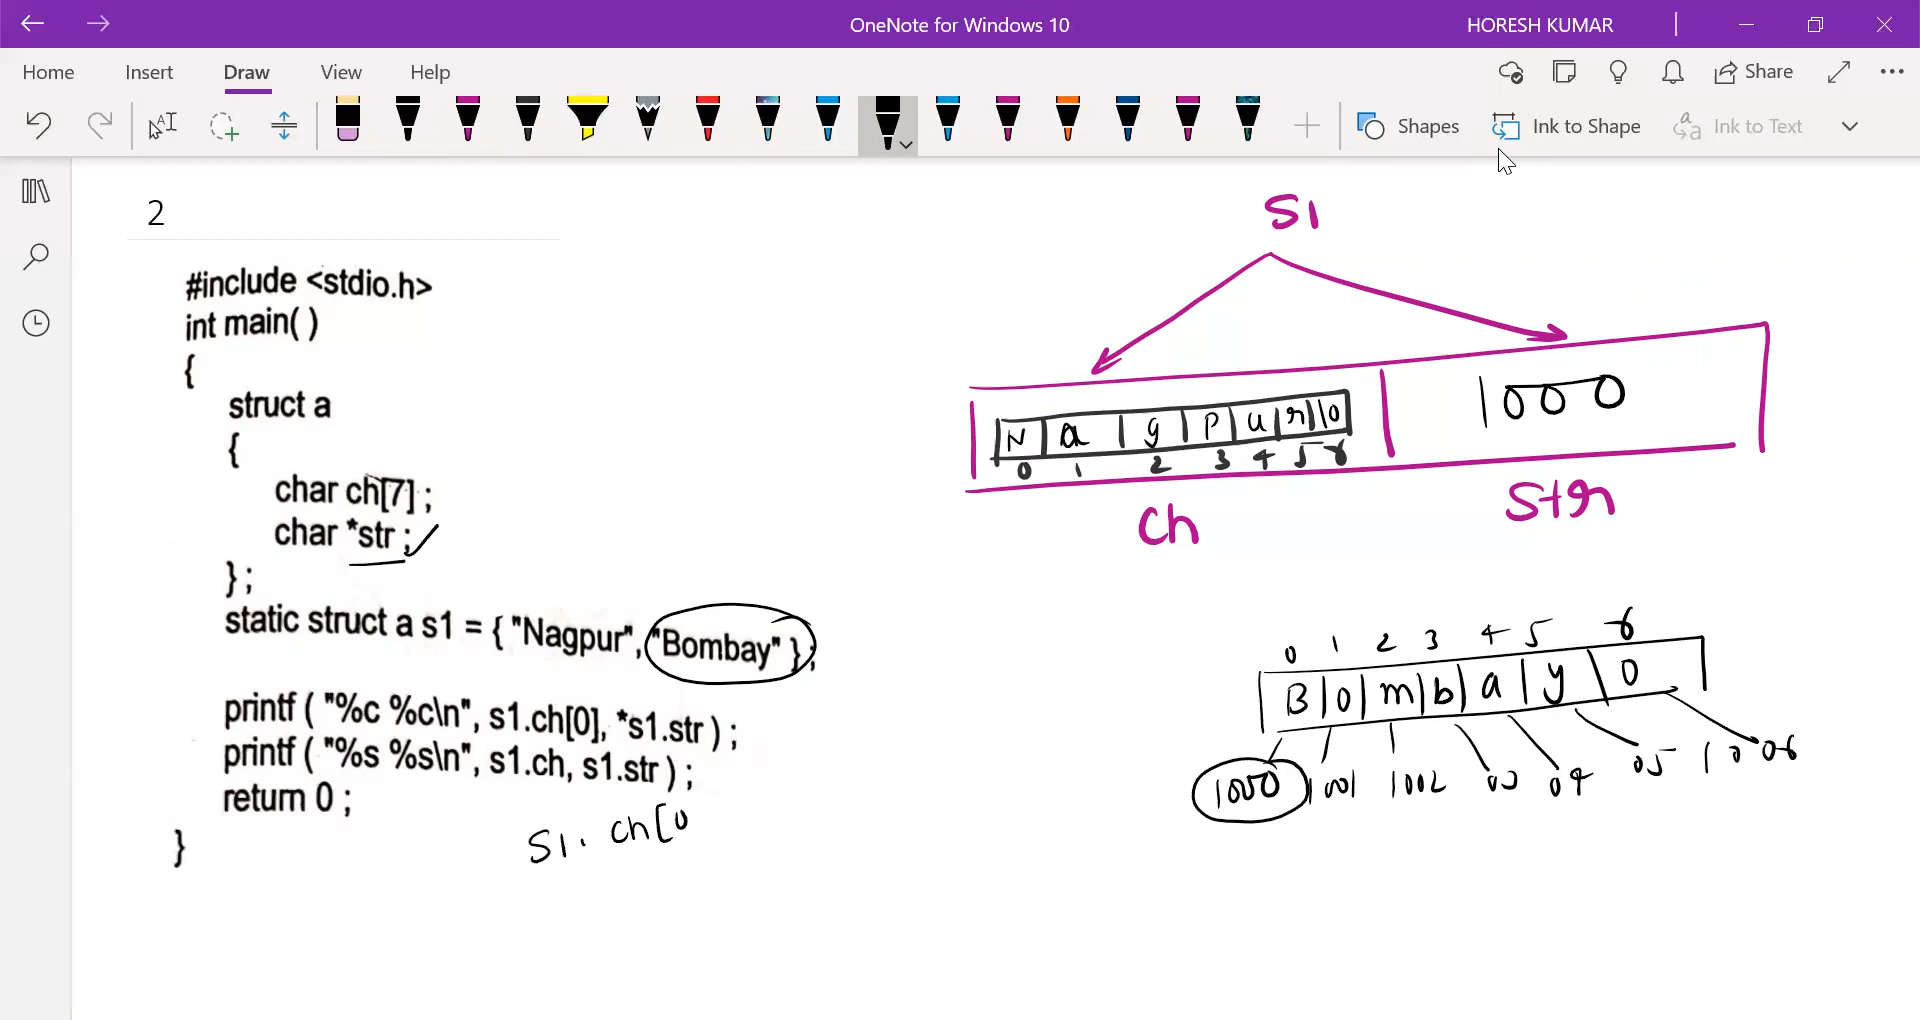 OneNote for Windows 10
HORESH KUMAR
Home Insert Draw View Help
Share
Shapes Ink to Shape Ink to Text
2
#include <stdio.h>
int main( )
{
struct a
{
char ch[7] ;
char *str ;
} ;
static struct a s1 = { "Nagpur", "Bombay" } ;
printf ( "%c %c\n", s1.ch[0], *s1.str ) ;
printf ( "%s %s\n", s1.ch, s1.str ) ;
return 0 ;
}
S1. ch[0
S1
N a g p u r \0
0 1 2 3 4 5 6
1000
Ch
Str
0 1 2 3 4 5 6
B o m b a y \0
1000 1001 1002 03 04 05 1006